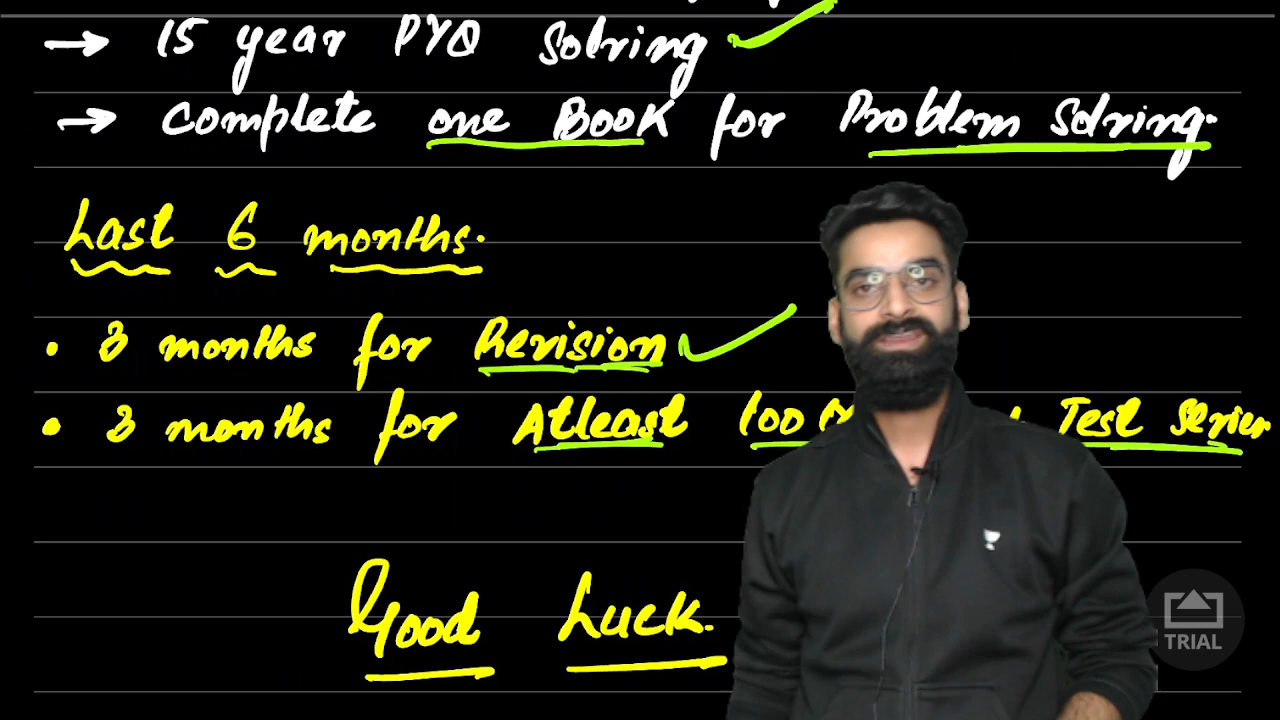 → 15 year PYQ Solving
→ Complete one BOOK for Problem Solving.
Last 6 months.
• 3 months for Revision
• 3 months for Atleast 100 Test Series
Good Luck.
TRIAL